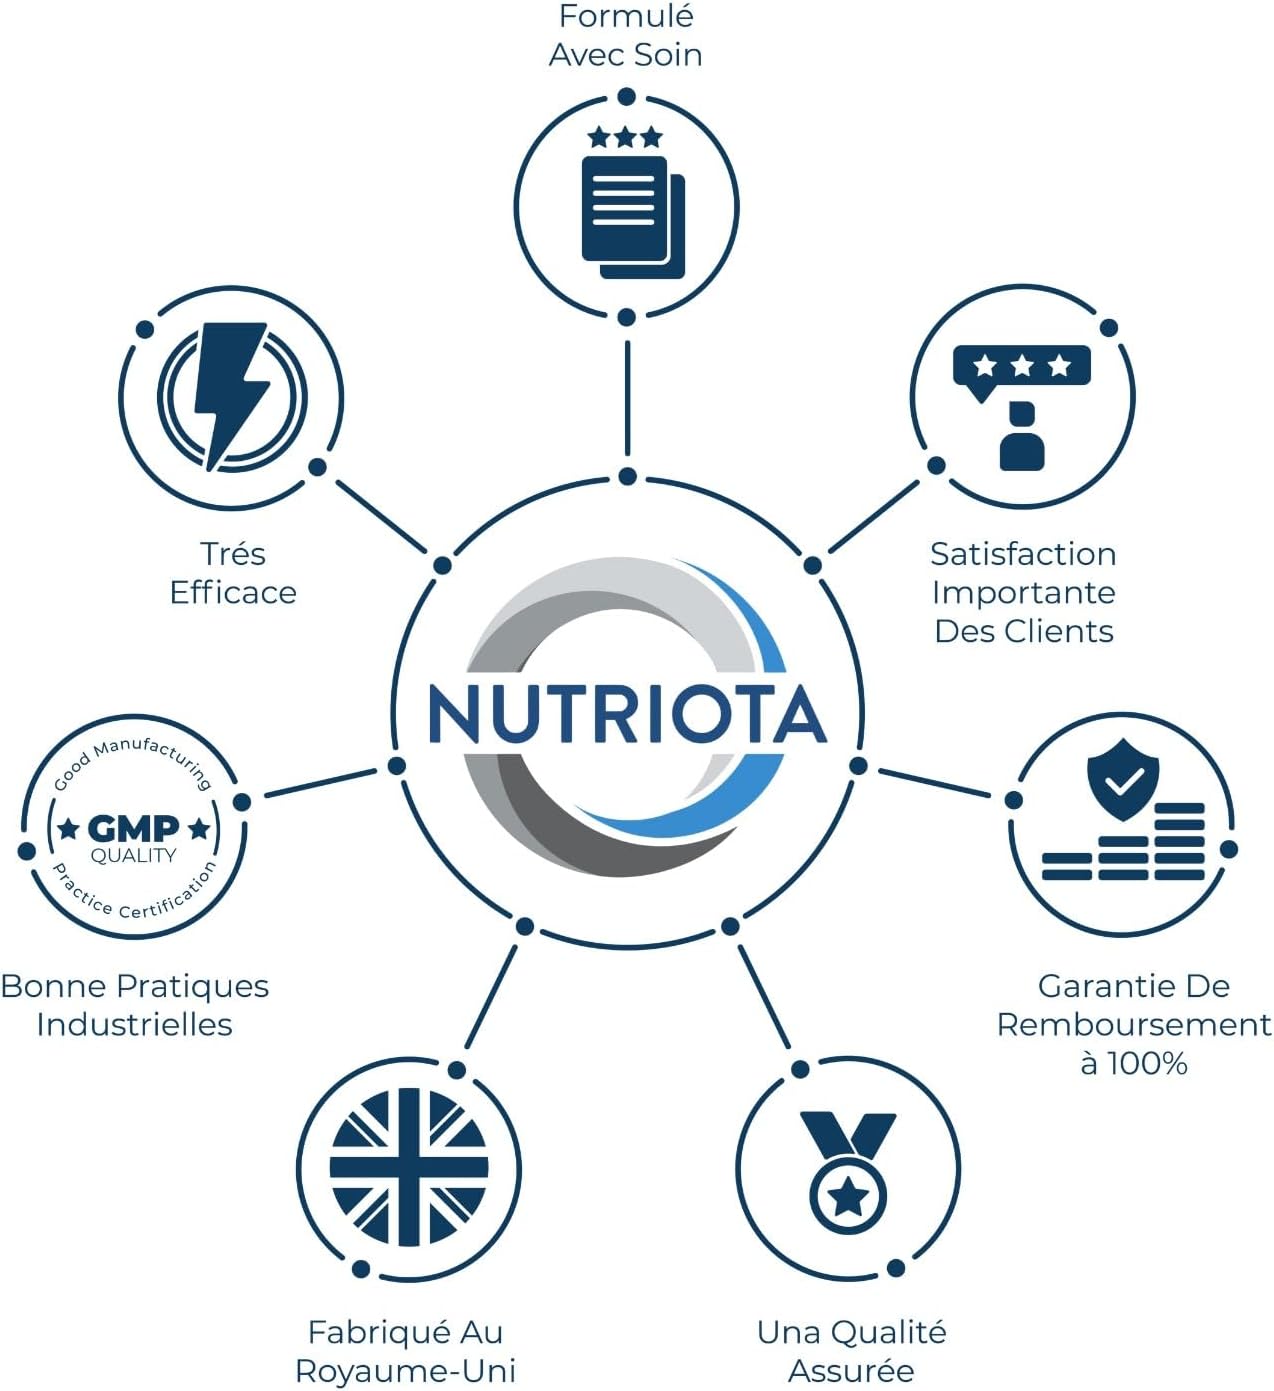 Formulé
Avec Soin
Trés
Efficace
Satisfaction
Importante
Des Clients
NUTRIOTA
Good Manufacturing
GMP
QUALITY
Practice Certification
Bonne Pratiques
Industrielles
Garantie De
Remboursement
à 100%
Fabriqué Au
Royaume-Uni
Una Qualité
Assurée